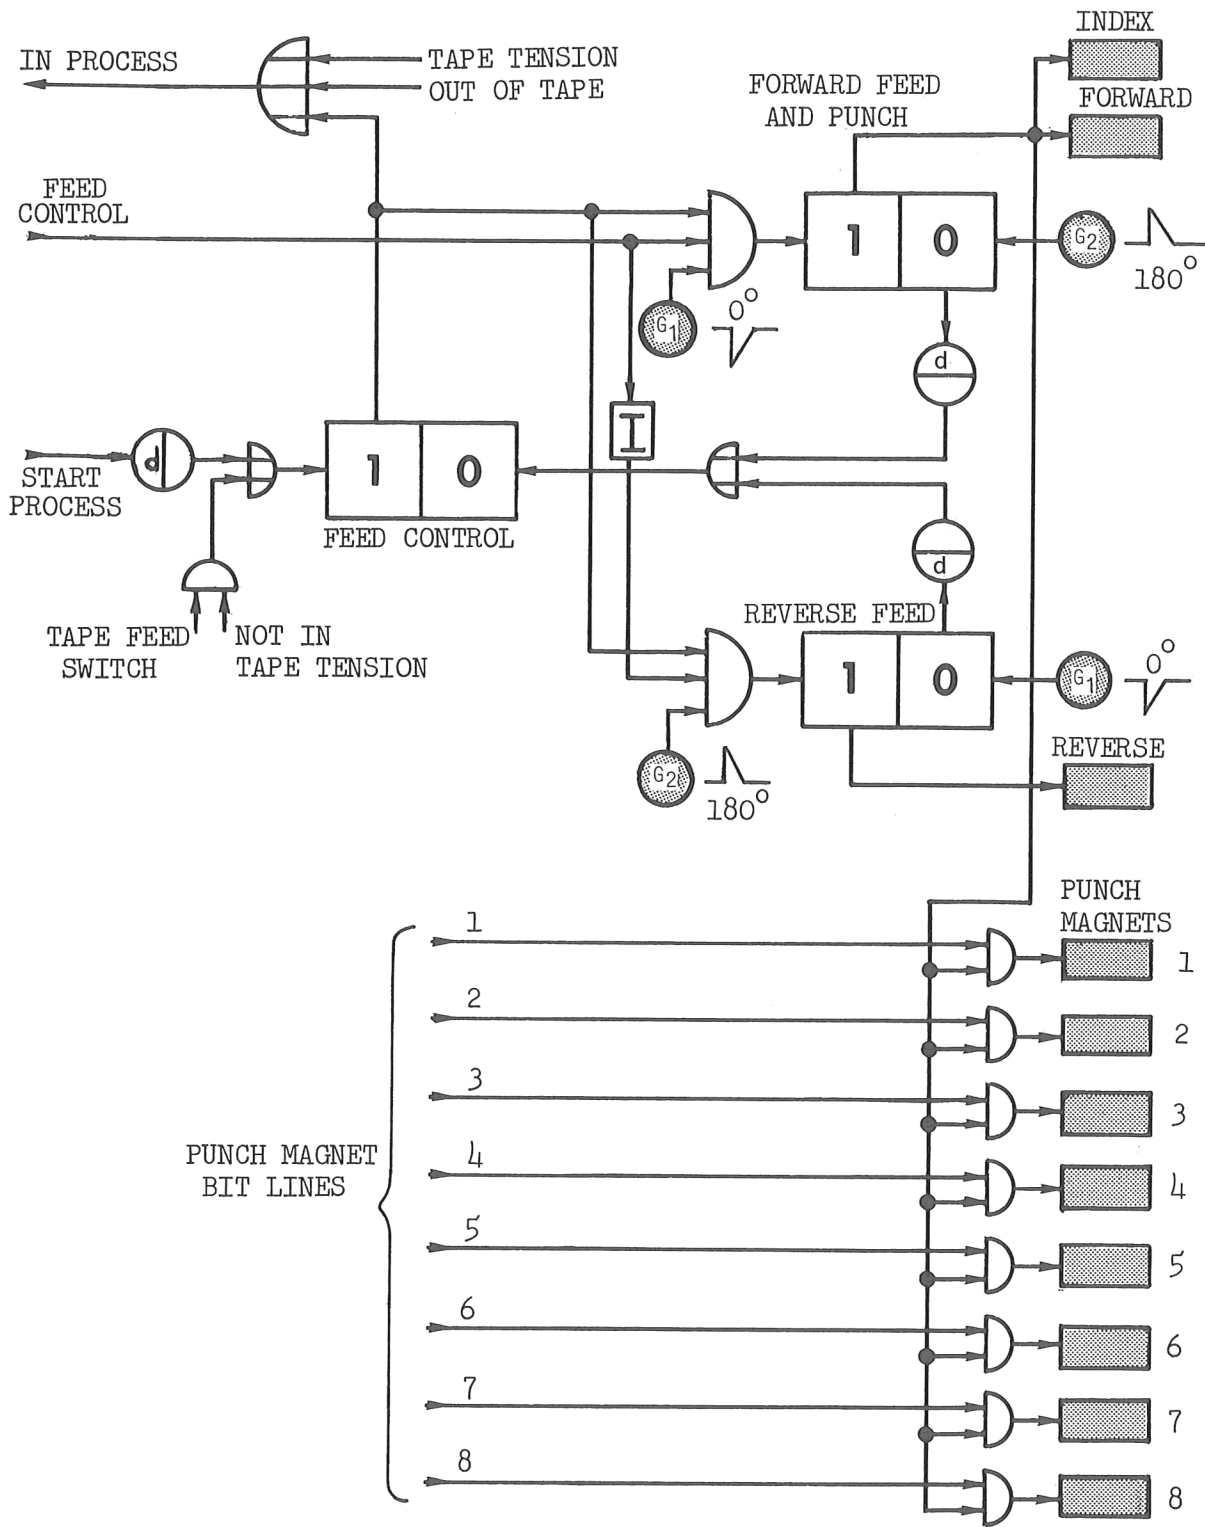 INDEX
IN PROCESS
TAPE TENSION
OUT OF TAPE
FORWARD FEED
AND PUNCH
FORWARD
FEED
CONTROL
1 0
G2
180°
G1
0°
d
I
START
PROCESS
d
1 0
FEED CONTROL
d
TAPE FEED
SWITCH
NOT IN
TAPE TENSION
REVERSE FEED
1 0
G1
0°
G2
180°
REVERSE
PUNCH
MAGNETS
1
1
2
2
3
3
PUNCH MAGNET
BIT LINES
4
4
5
5
6
6
7
7
8
8